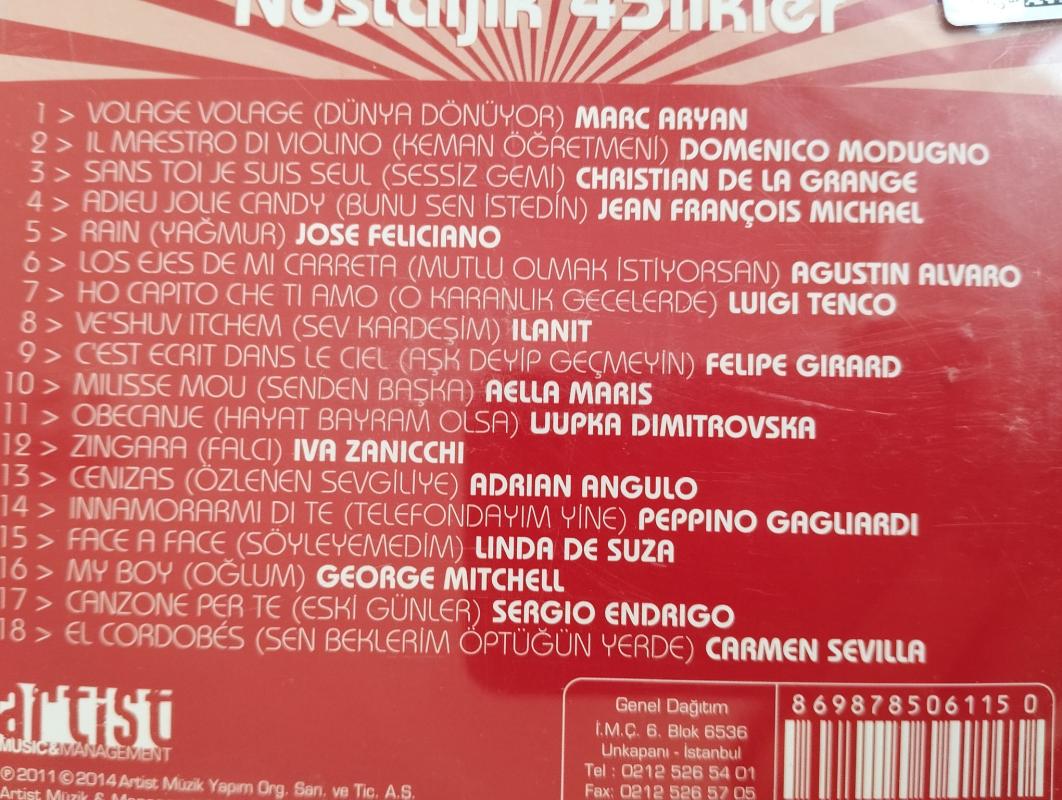 Nostaljik 45likler
1 > VOLAGE VOLAGE (DÜNYA DÖNÜYOR) MARC ARYAN
2 > IL MAESTRO DI VIOLINO (KEMAN ÖĞRETMENİ) DOMENICO MODUGNO
3 > SANS TOI JE SUIS SEUL (SESSİZ GEMİ) CHRISTIAN DE LA GRANGE
4 > ADIEU JOLIE CANDY (BUNU SEN İSTEDİN) JEAN FRANÇOIS MICHAEL
5 > RAIN (YAĞMUR) JOSE FELICIANO
6 > LOS EJES DE MI CARRETA (MUTLU OLMAK İSTİYORSAN) AGUSTIN ALVARO
7 > HO CAPITO CHE TI AMO (O KARANLIK GECELERDE) LUIGI TENCO
8 > VE'SHUV ITCHEM (SEV KARDEŞİM) ILANIT
9 > C'EST ECRIT DANS LE CIEL (AŞK DEYİP GEÇMEYİN) FELIPE GIRARD
10 > MILISSE MOU (SENDEN BAŞKA) AELLA MARIS
11 > OBECANJE (HAYAT BAYRAM OLSA) LJUPKA DIMITROVSKA
12 > ZINGARA (FALCI) IVA ZANICCHI
13 > CENIZAS (ÖZLENEN SEVGİLİYE) ADRIAN ANGULO
14 > INNAMORARMI DI TE (TELEFONDAYIM YİNE) PEPPINO GAGLIARDI
15 > FACE A FACE (SÖYLEYEMEDİM) LINDA DE SUZA
16 > MY BOY (OĞLUM) GEORGE MITCHELL
17 > CANZONE PER TE (ESKİ GÜNLER) SERGIO ENDRIGO
18 > EL CORDOBÉS (SEN BEKLERİM ÖPTÜĞÜN YERDE) CARMEN SEVILLA
artist
MUSIC&MANAGEMENT
℗ 2011 © 2014 Artist Müzik Yapım Org. San. ve Tic. A.Ş.
Artist Müzik &
Genel Dağıtım
İ.M.Ç. 6. Blok 6536
Unkapanı - İstanbul
Tel : 0212 526 54 01
Fax: 0212 526 57 05
869878506115 0